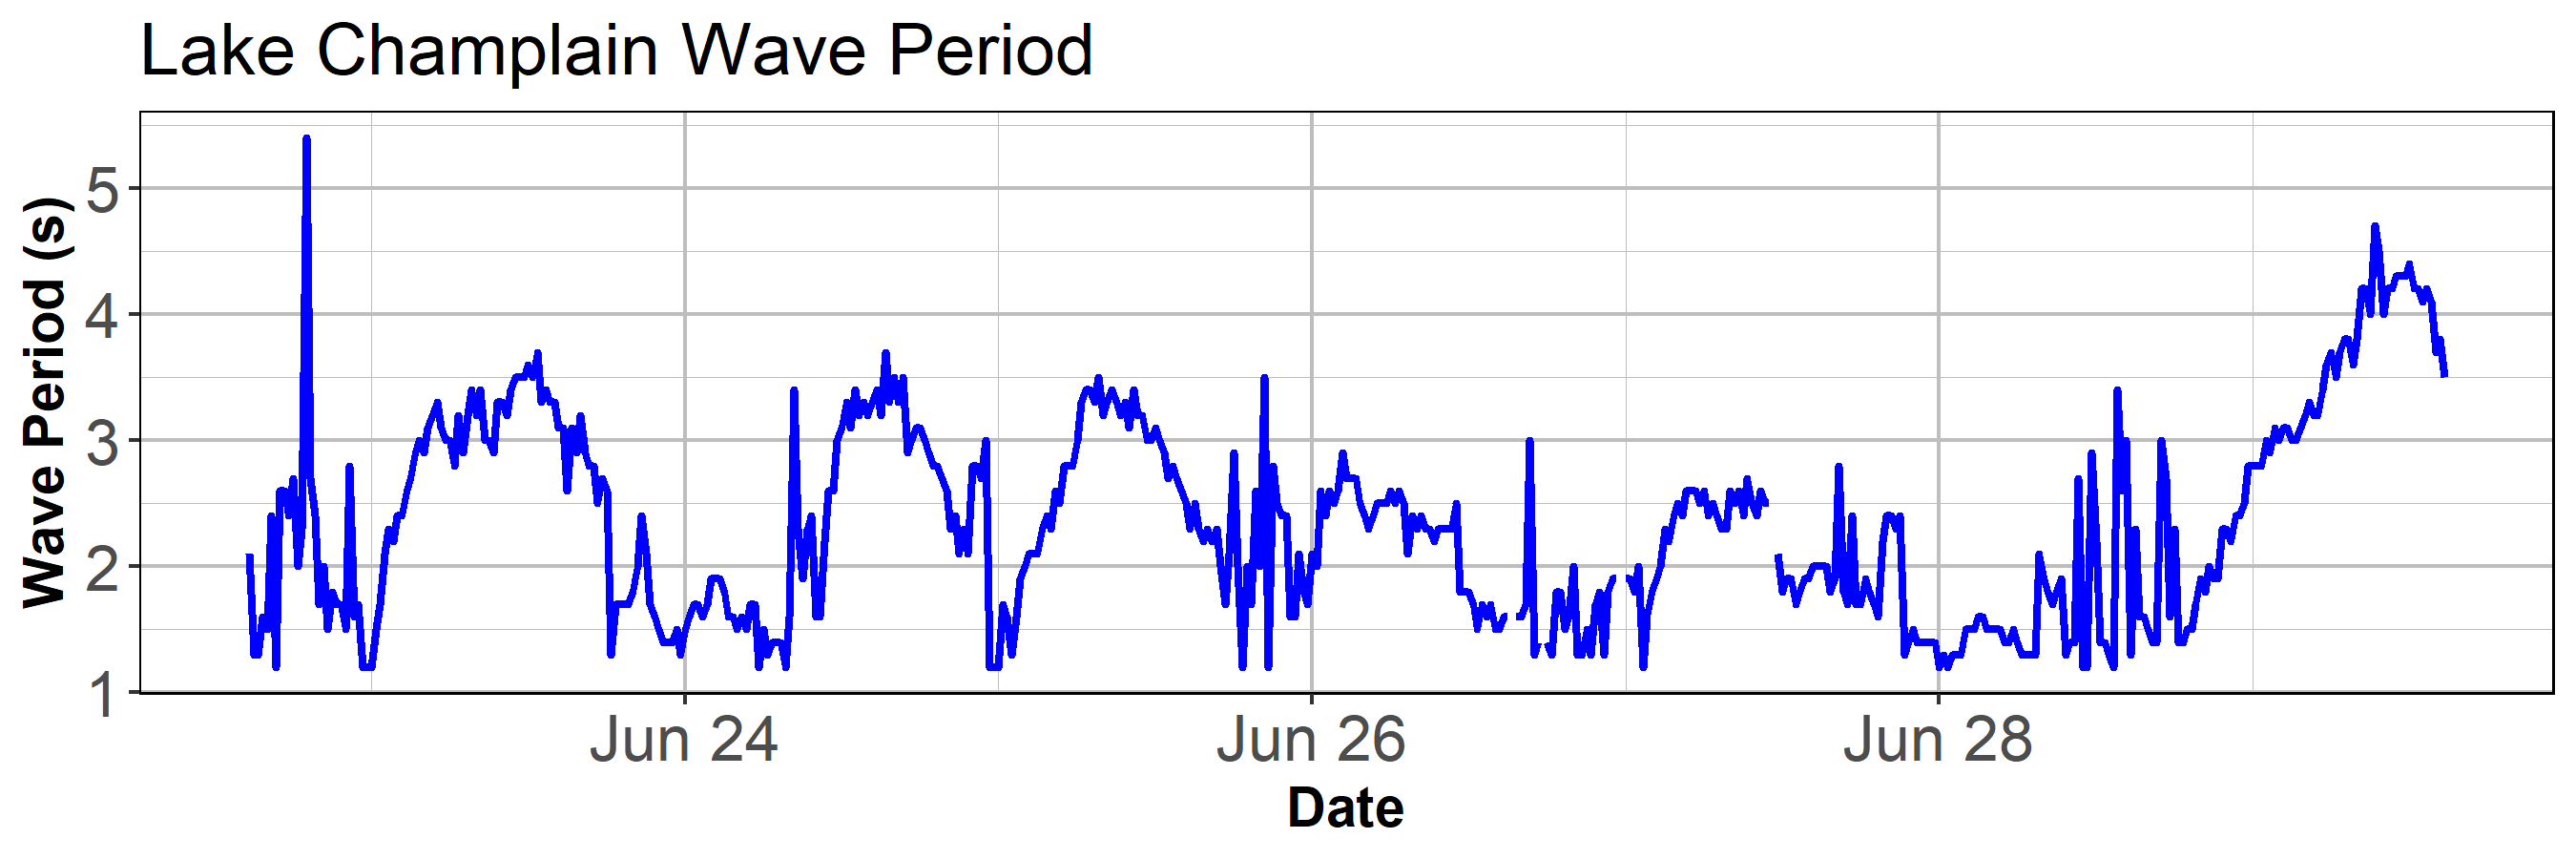 Lake Champlain Wave Period
Wave Period (s)
5
4
3
2
1
Jun 24
Jun 26
Jun 28
Date